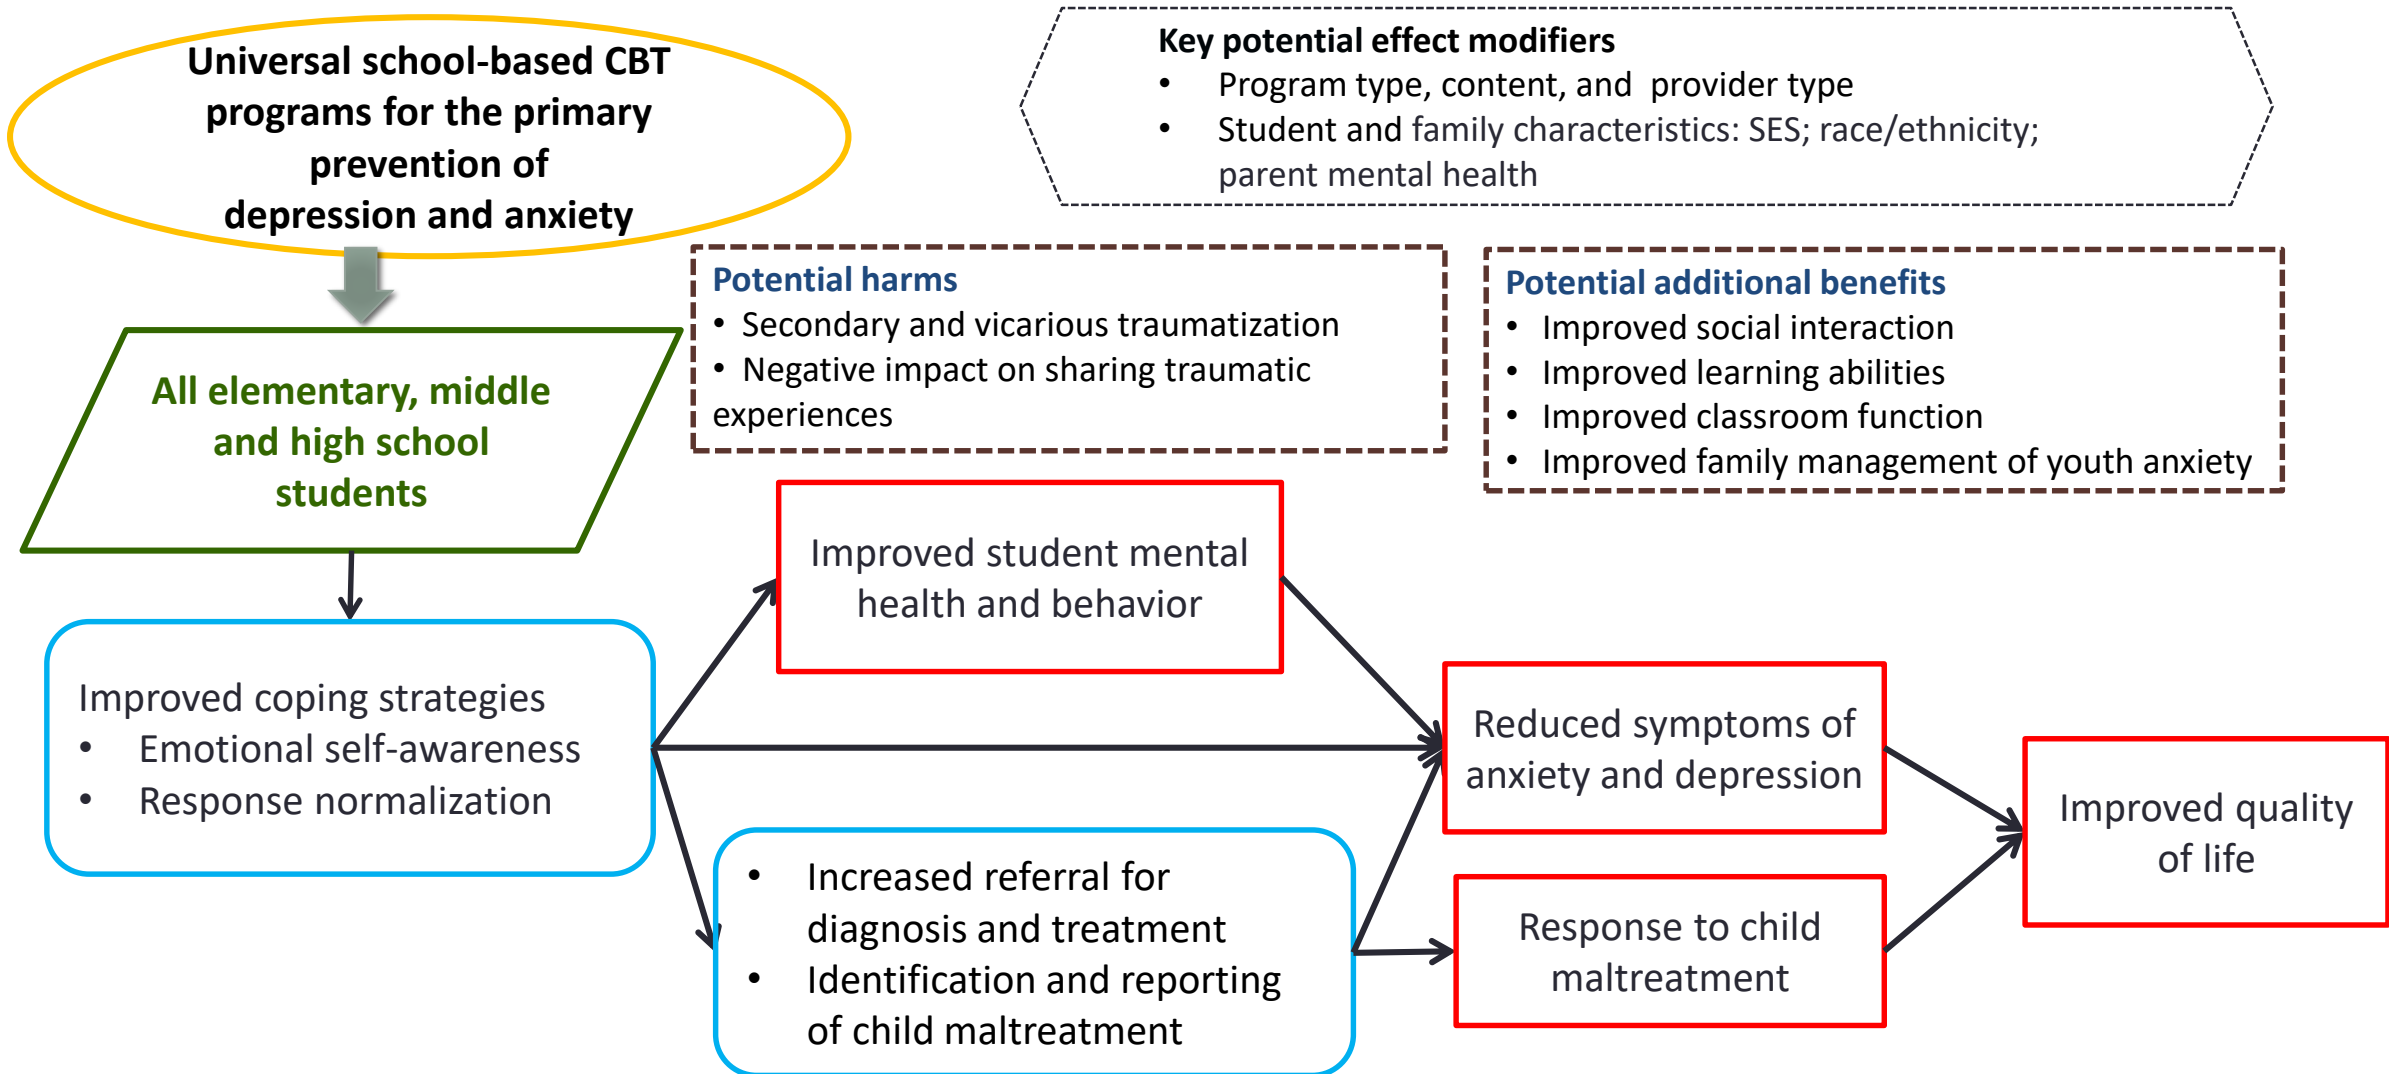 Universal school-based CBT
programs for the primary
prevention of
depression and anxiety
Key potential effect modifiers
• Program type, content, and provider type
• Student and family characteristics: SES; race/ethnicity;
parent mental health
Potential harms
• Secondary and vicarious traumatization
• Negative impact on sharing traumatic
experiences
Potential additional benefits
• Improved social interaction
• Improved learning abilities
• Improved classroom function
• Improved family management of youth anxiety
All elementary, middle
and high school
students
Improved student mental
health and behavior
Improved coping strategies
• Emotional self-awareness
• Response normalization
Reduced symptoms of
anxiety and depression
Improved quality
of life
• Increased referral for
diagnosis and treatment
• Identification and reporting
of child maltreatment
Response to child
maltreatment